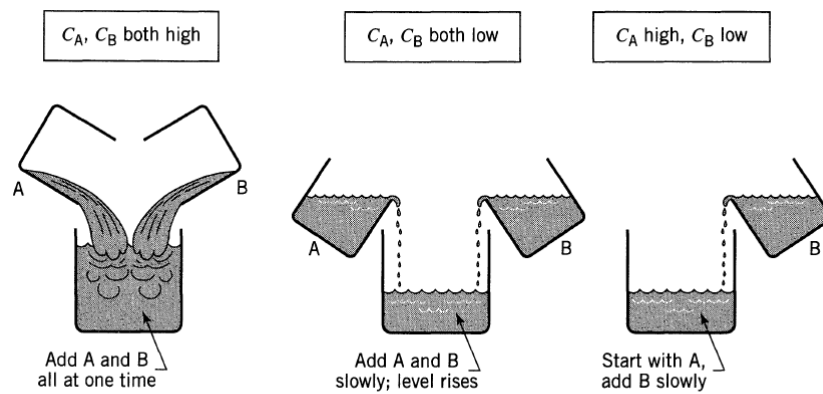 C_A, C_B both high
C_A, C_B both low
C_A high, C_B low
A
B
A
B
B
Add A and B
all at one time
Add A and B
slowly; level rises
Start with A,
add B slowly